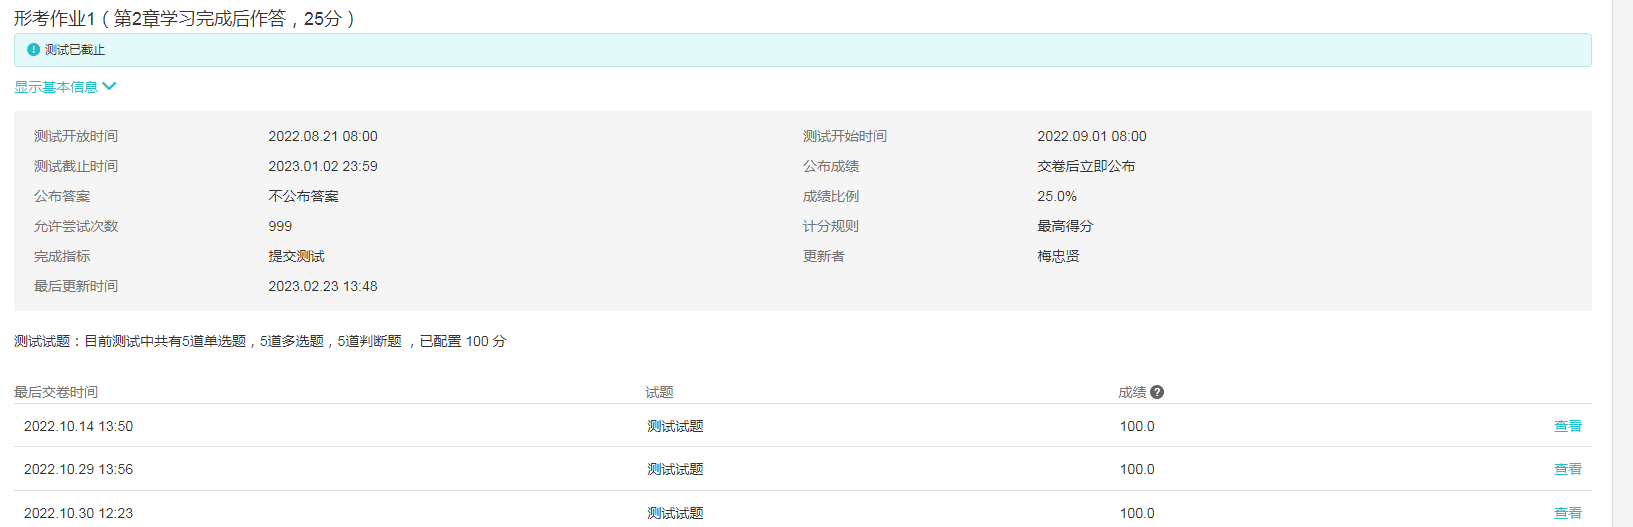 形考作业1（第2章学习完成后作答，25分）
测试已截止
显示基本信息
测试开放时间 2022.08.21 08:00 测试开始时间 2022.09.01 08:00
测试截止时间 2023.01.02 23:59 公布成绩 交卷后立即公布
公布答案 不公布答案 成绩比例 25.0%
允许尝试次数 999 计分规则 最高得分
完成指标 提交测试 更新者 梅忠贤
最后更新时间 2023.02.23 13:48
测试试题：目前测试中共有5道单选题，5道多选题，5道判断题 ，已配置 100 分
最后交卷时间 试题 成绩 ?
2022.10.14 13:50 测试试题 100.0 查看
2022.10.29 13:56 测试试题 100.0 查看
2022.10.30 12:23 测试试题 100.0 查看